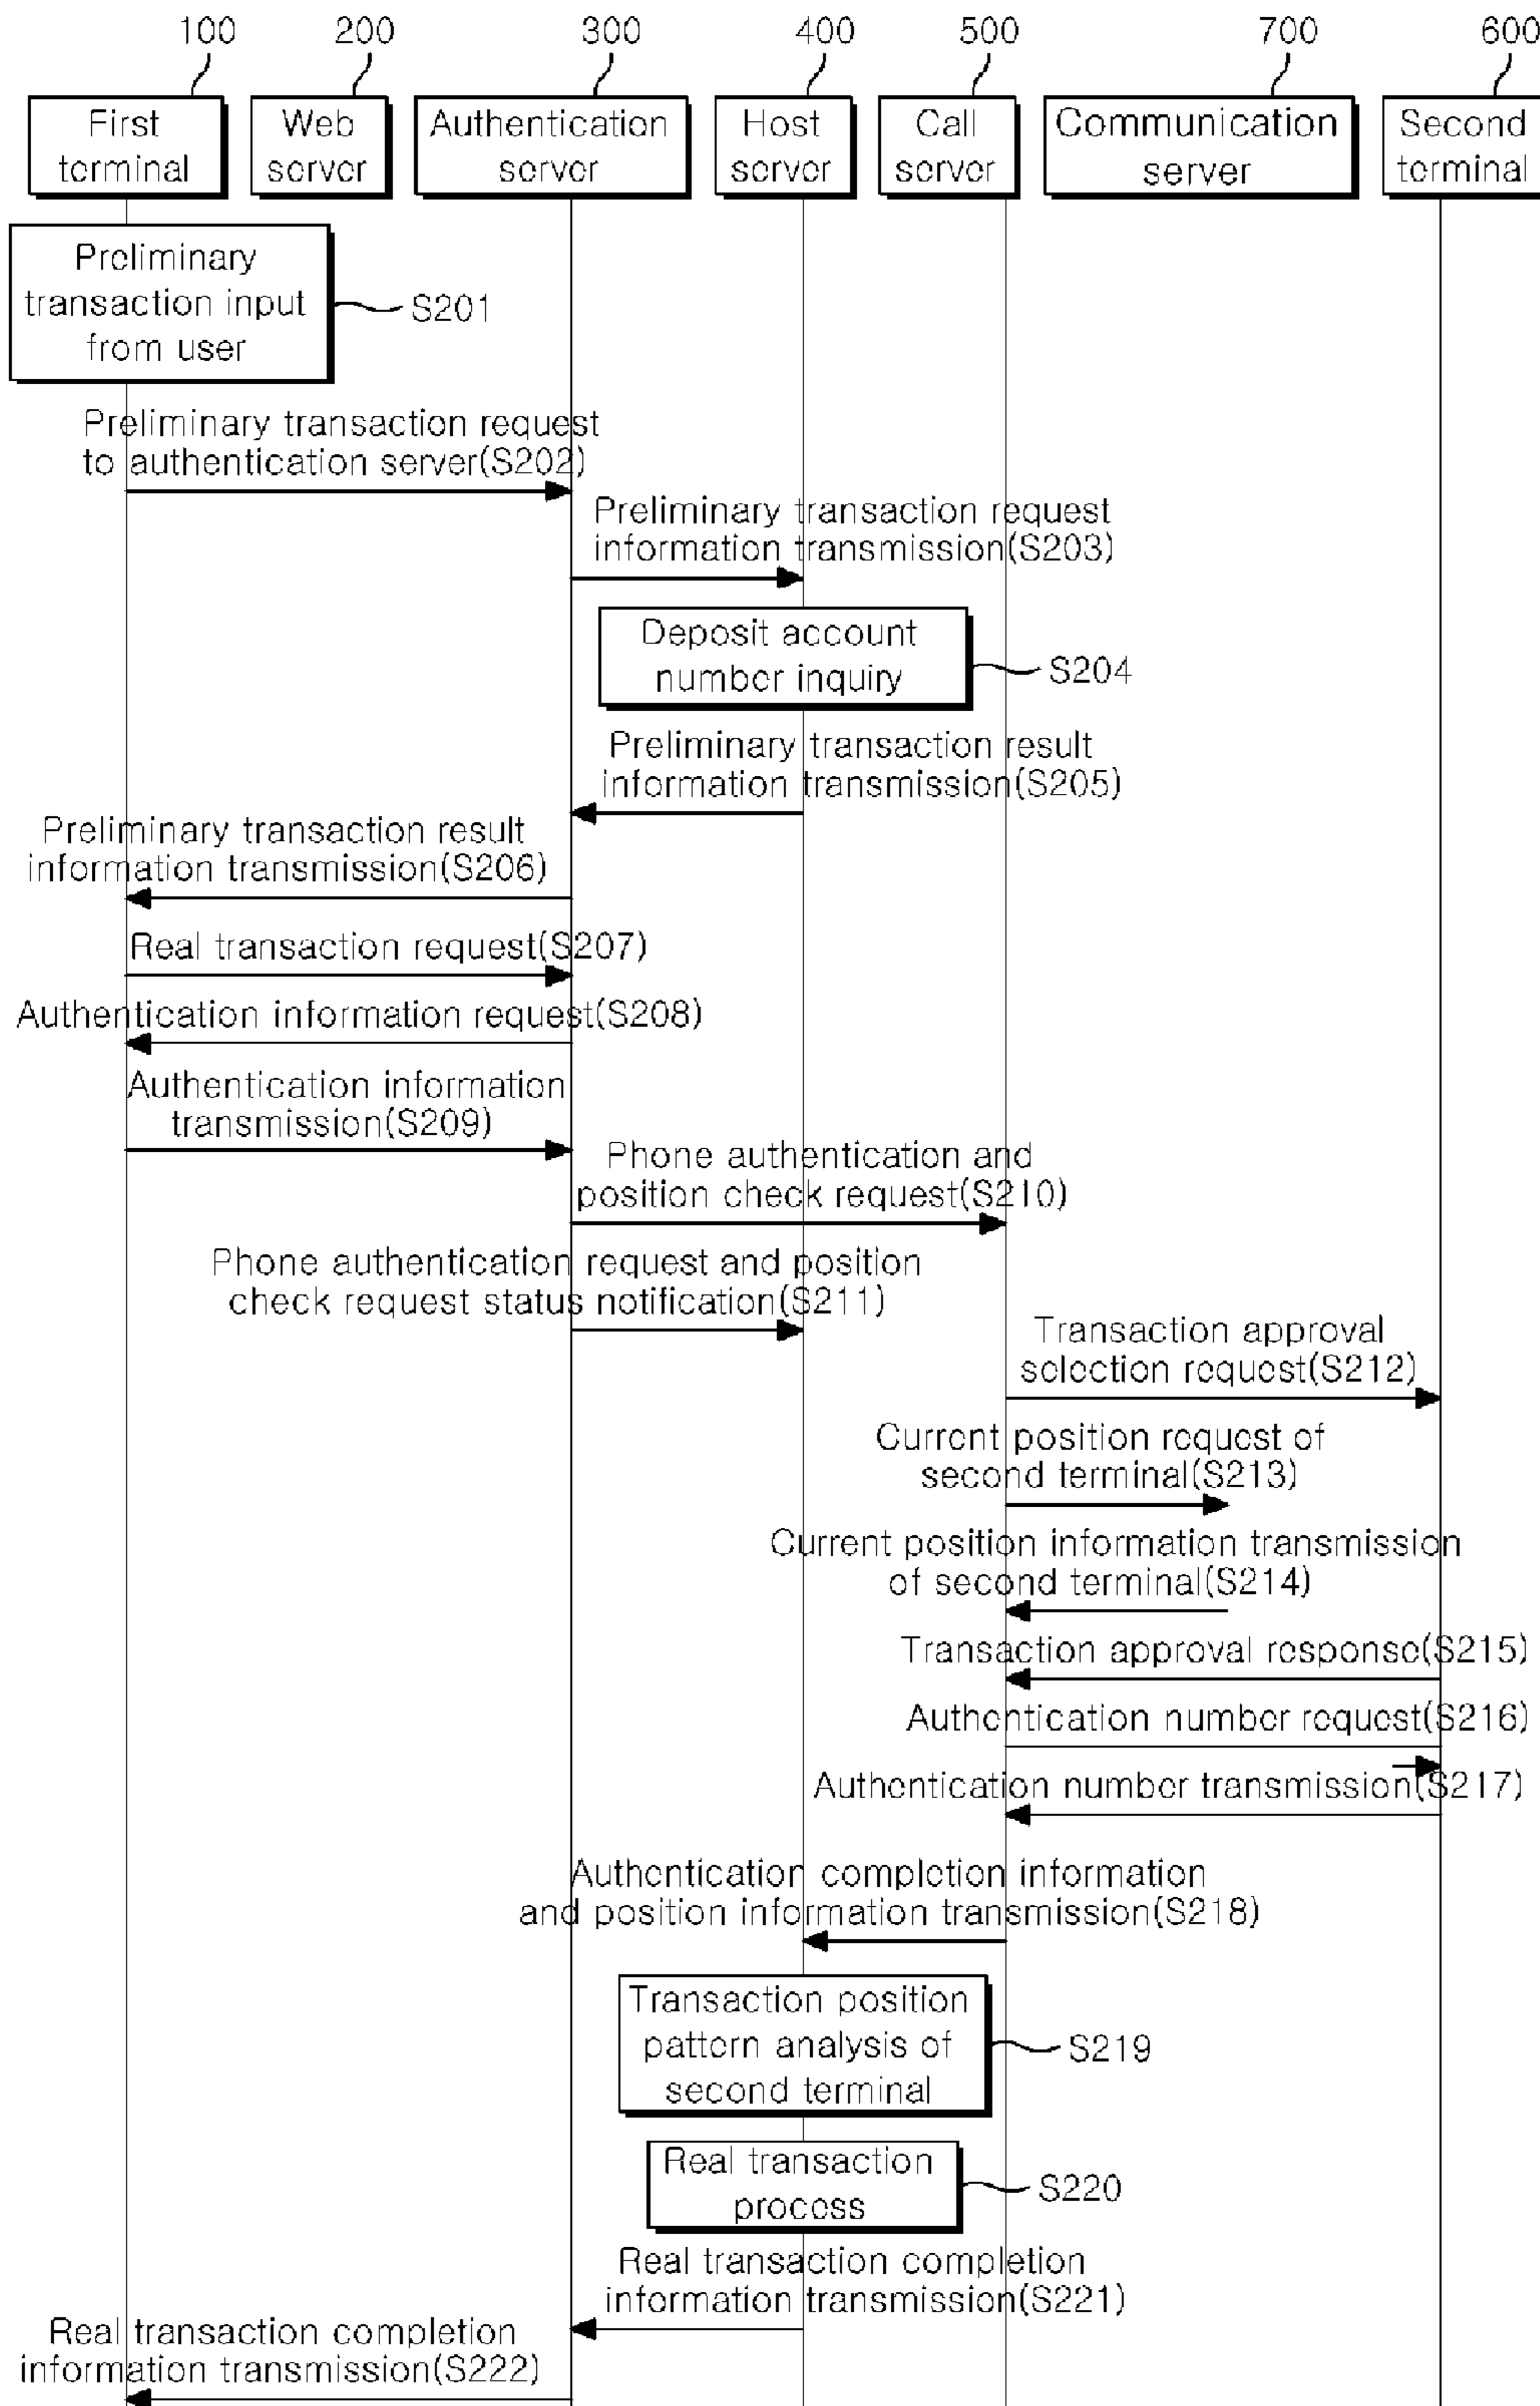 100
200
300
400
500
700
600
First
terminal
Web
server
Authentication
server
Host
server
Call
server
Communication
server
Second
terminal
Preliminary
transaction input
from user
S201
Preliminary transaction request
to authentication server(S202)
Preliminary transaction request
information transmission(S203)
Deposit account
number inquiry
S204
Preliminary transaction result
information transmission(S205)
Preliminary transaction result
information transmission(S206)
Real transaction request(S207)
Authentication information request(S208)
Authentication information
transmission(S209)
Phone authentication and
position check request(S210)
Phone authentication request and position
check request status notification(S211)
Transaction approval
selection request(S212)
Current position request of
second terminal(S213)
Current position information transmission
of second terminal(S214)
Transaction approval response(S215)
Authentication number request(S216)
Authentication number transmission(S217)
Authentication completion information
and position information transmission(S218)
Transaction position
pattern analysis of
second terminal
S219
Real transaction
process
S220
Real transaction completion
information transmission(S221)
Real transaction completion
information transmission(S222)